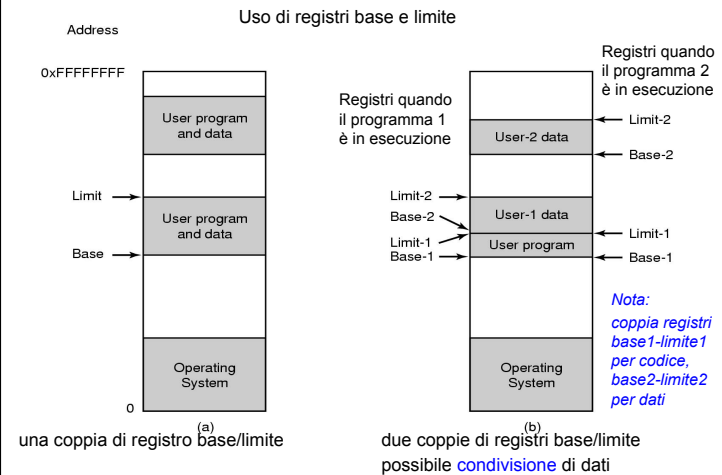 Uso di registri base e limite
Address
0xFFFFFFFF
User program
and data
Limit
User program
and data
Base
Operating
System
0
(a)
una coppia di registro base/limite
Registri quando
il programma 1
è in esecuzione
Registri quando
il programma 2
è in esecuzione
Limit-2
User-2 data
Base-2
Limit-2
Base-2
User-1 data
Limit-1
Limit-1
User program
Base-1
Base-1
Nota:
coppia registri
base1-limite1
per codice,
base2-limite2
per dati
Operating
System
(b)
due coppie di registri base/limite
possibile condivisione di dati